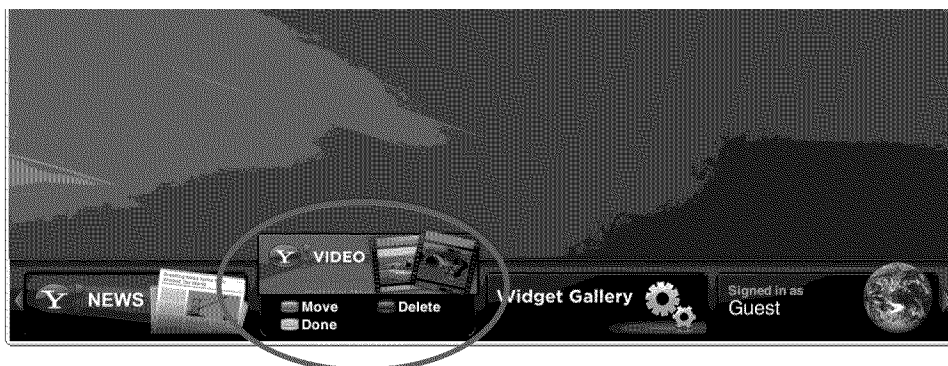 Y NEWS
Y VIDEO
Move Delete
Done
Widget Gallery
Signed in as
Guest